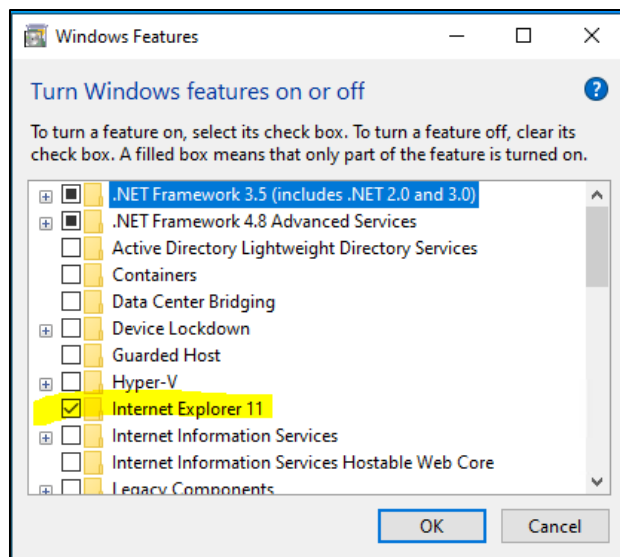 Windows Features
Turn Windows features on or off
To turn a feature on, select its check box. To turn a feature off, clear its
check box. A filled box means that only part of the feature is turned on.
.NET Framework 3.5 (includes .NET 2.0 and 3.0)
.NET Framework 4.8 Advanced Services
Active Directory Lightweight Directory Services
Containers
Data Center Bridging
Device Lockdown
Guarded Host
Hyper-V
Internet Explorer 11
Internet Information Services
Internet Information Services Hostable Web Core
Legacy Components
OK
Cancel